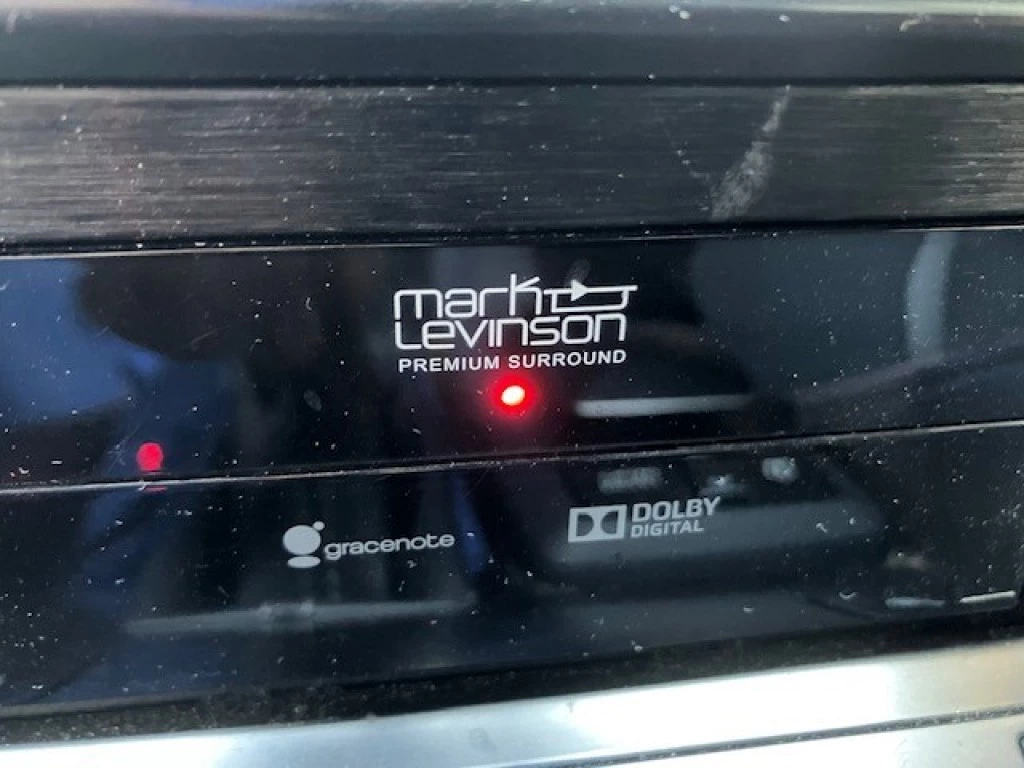 mark
LEVINSON
PREMIUM SURROUND
gracenote
DOLBY
DIGITAL